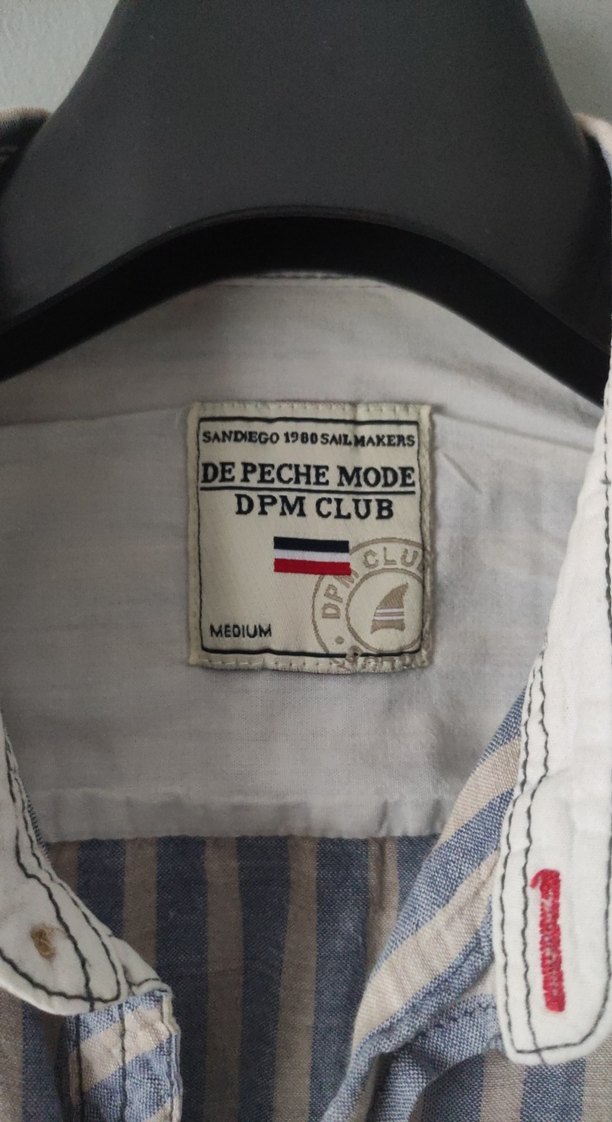 SANDIEGO 1980 SAILMAKERS
DE PECHE MODE
DPM CLUB
DPM CLUB
MEDIUM